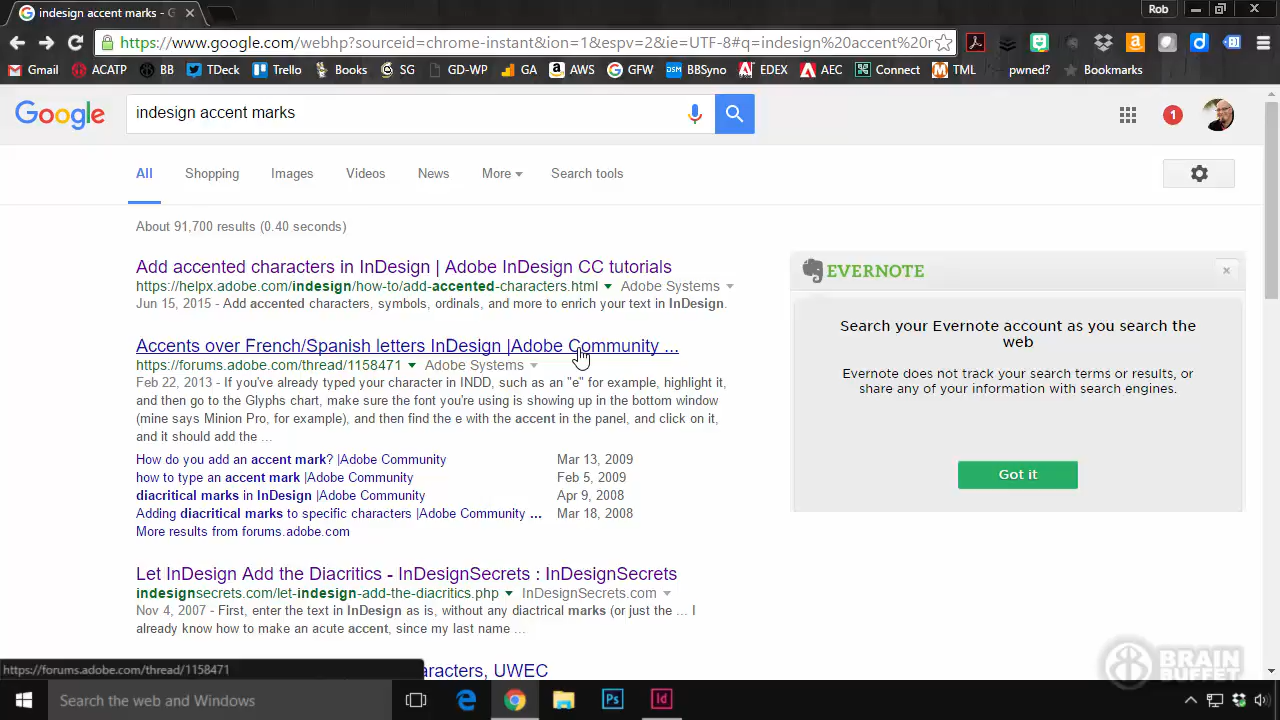 indesign accent marks - G
Rob
https://www.google.com/webhp?sourceid=chrome-instant&ion=1&espv=2&ie=UTF-8#q=indesign%20accent%20r
Gmail ACATP BB TDeck Trello Books SG GD-WP GA AWS GFW BBSyno EDEX AEC Connect TML pwned? Bookmarks
Google
indesign accent marks
1
All Shopping Images Videos News More Search tools
About 91,700 results (0.40 seconds)
Add accented characters in InDesign | Adobe InDesign CC tutorials
https://helpx.adobe.com/indesign/how-to/add-accented-characters.html Adobe Systems
Jun 15, 2015 - Add accented characters, symbols, ordinals, and more to enrich your text in InDesign.
Accents over French/Spanish letters InDesign |Adobe Community ...
https://forums.adobe.com/thread/1158471 Adobe Systems
Feb 22, 2013 - If you've already typed your character in INDD, such as an "e" for example, highlight it,
and then go to the Glyphs chart, make sure the font you're using is showing up in the bottom window
(mine says Minion Pro, for example), and then find the e with the accent in the panel, and click on it,
and it should add the ...
How do you add an accent mark? |Adobe Community Mar 13, 2009
how to type an accent mark |Adobe Community Feb 5, 2009
diacritical marks in InDesign |Adobe Community Apr 9, 2008
Adding diacritical marks to specific characters |Adobe Community ... Mar 18, 2008
More results from forums.adobe.com
Let InDesign Add the Diacritics - InDesignSecrets : InDesignSecrets
indesignsecrets.com/let-indesign-add-the-diacritics.php InDesignSecrets.com
Nov 4, 2007 - First, enter the text in InDesign as is, without any diactrical marks (or just the ... I
already know how to make an acute accent, since my last name ...
aracters, UWEC
EVERNOTE
Search your Evernote account as you search the
web
Evernote does not track your search terms or results, or
share any of your information with search engines.
Got it
https://forums.adobe.com/thread/1158471
BRAIN
BUFFET
Search the web and Windows
Ps
Id